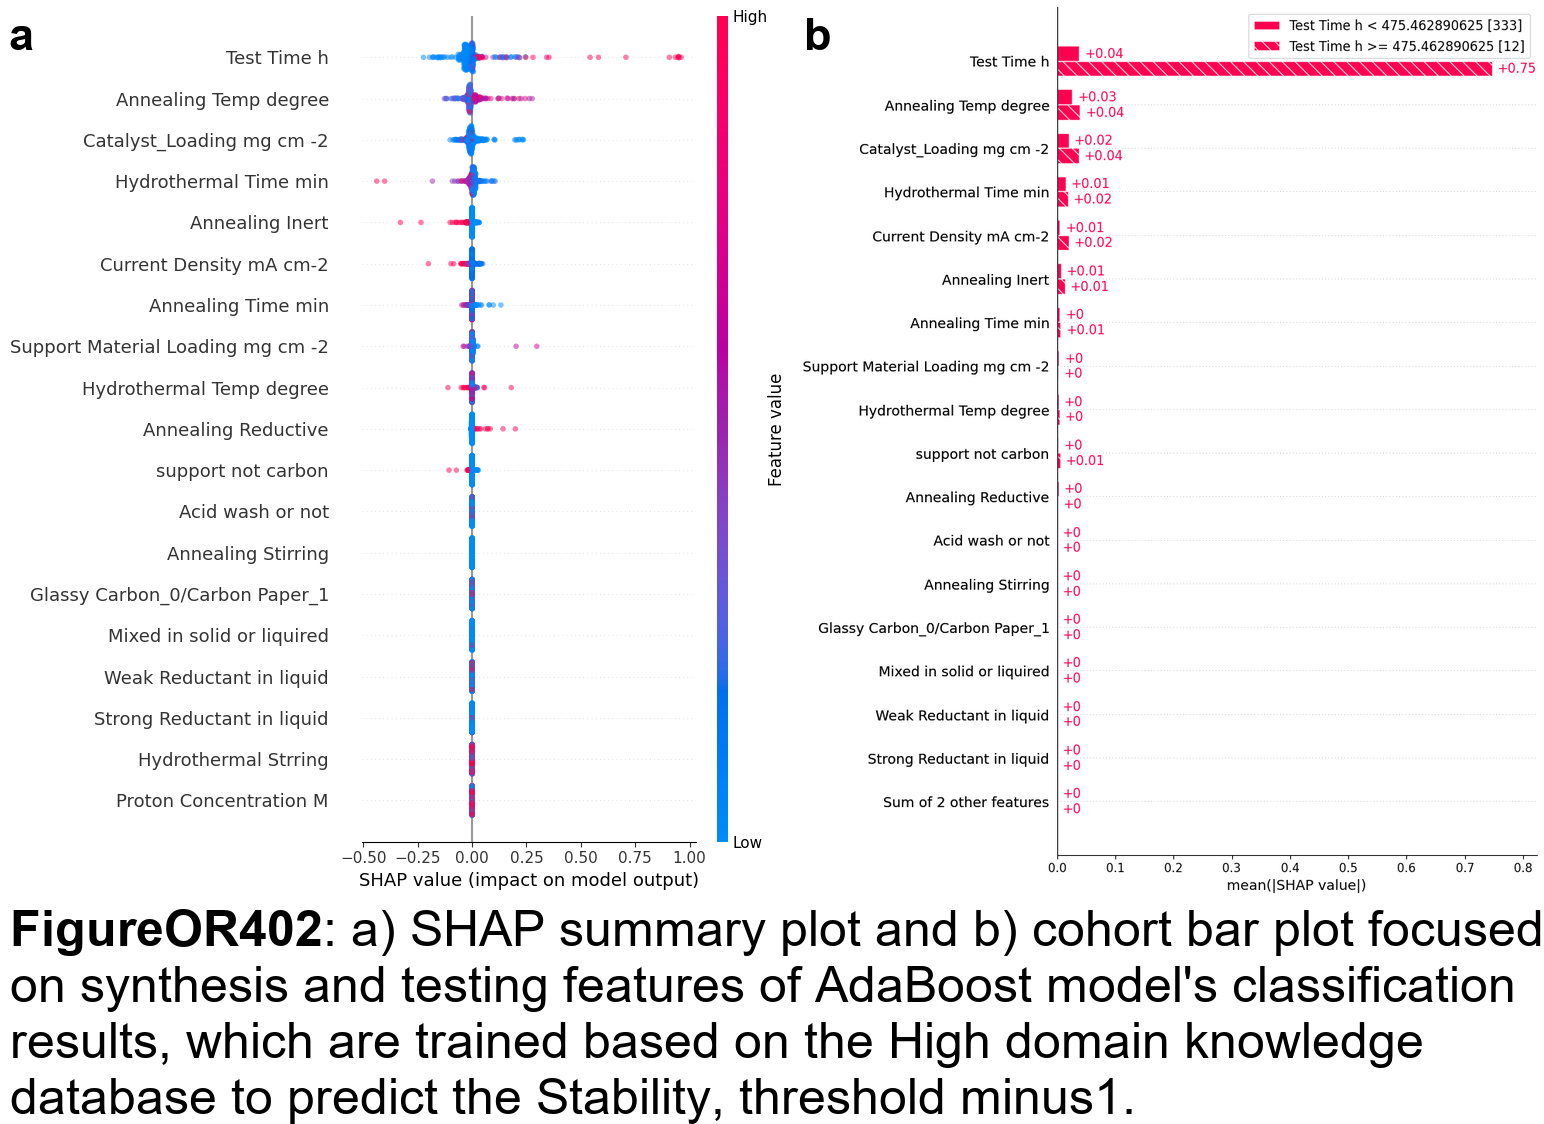 a
High
Test Time h
Annealing Temp degree
Catalyst_Loading mg cm -2
Hydrothermal Time min
Annealing Inert
Current Density mA cm-2
Annealing Time min
Support Material Loading mg cm -2
Hydrothermal Temp degree
Annealing Reductive
support not carbon
Acid wash or not
Annealing Stirring
Glassy Carbon_0/Carbon Paper_1
Mixed in solid or liquired
Weak Reductant in liquid
Strong Reductant in liquid
Hydrothermal Strring
Proton Concentration M
Low
Feature value
−0.50 −0.25 0.00 0.25 0.50 0.75 1.00
SHAP value (impact on model output)
b
Test Time h < 475.462890625 [333]
Test Time h >= 475.462890625 [12]
Test Time h
+0.04
+0.75
Annealing Temp degree
+0.03
+0.04
Catalyst_Loading mg cm -2
+0.02
+0.04
Hydrothermal Time min
+0.01
+0.02
Current Density mA cm-2
+0.01
+0.02
Annealing Inert
+0.01
+0.01
Annealing Time min
+0
+0.01
Support Material Loading mg cm -2
+0
+0
Hydrothermal Temp degree
+0
+0
support not carbon
+0
+0.01
Annealing Reductive
+0
+0
Acid wash or not
+0
+0
Annealing Stirring
+0
+0
Glassy Carbon_0/Carbon Paper_1
+0
+0
Mixed in solid or liquired
+0
+0
Weak Reductant in liquid
+0
+0
Strong Reductant in liquid
+0
+0
Sum of 2 other features
+0
+0
0.0 0.1 0.2 0.3 0.4 0.5 0.6 0.7 0.8
mean(|SHAP value|)
FigureOR402: a) SHAP summary plot and b) cohort bar plot focused
on synthesis and testing features of AdaBoost model's classification
results, which are trained based on the High domain knowledge
database to predict the Stability, threshold minus1.